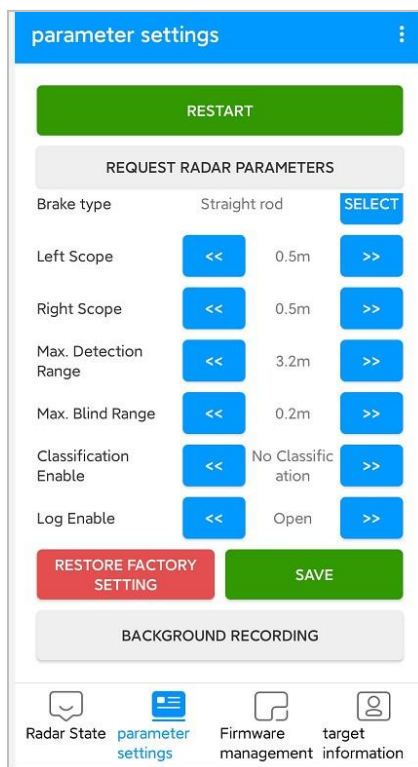 parameter settings
RESTART
REQUEST RADAR PARAMETERS
Brake type Straight rod SELECT
Left Scope << 0.5m >>
Right Scope << 0.5m >>
Max. Detection
Range << 3.2m >>
Max. Blind Range << 0.2m >>
Classification
Enable << No Classific
ation >>
Log Enable << Open >>
RESTORE FACTORY
SETTING
SAVE
BACKGROUND RECORDING
Radar State
parameter
settings
Firmware
management
target
information